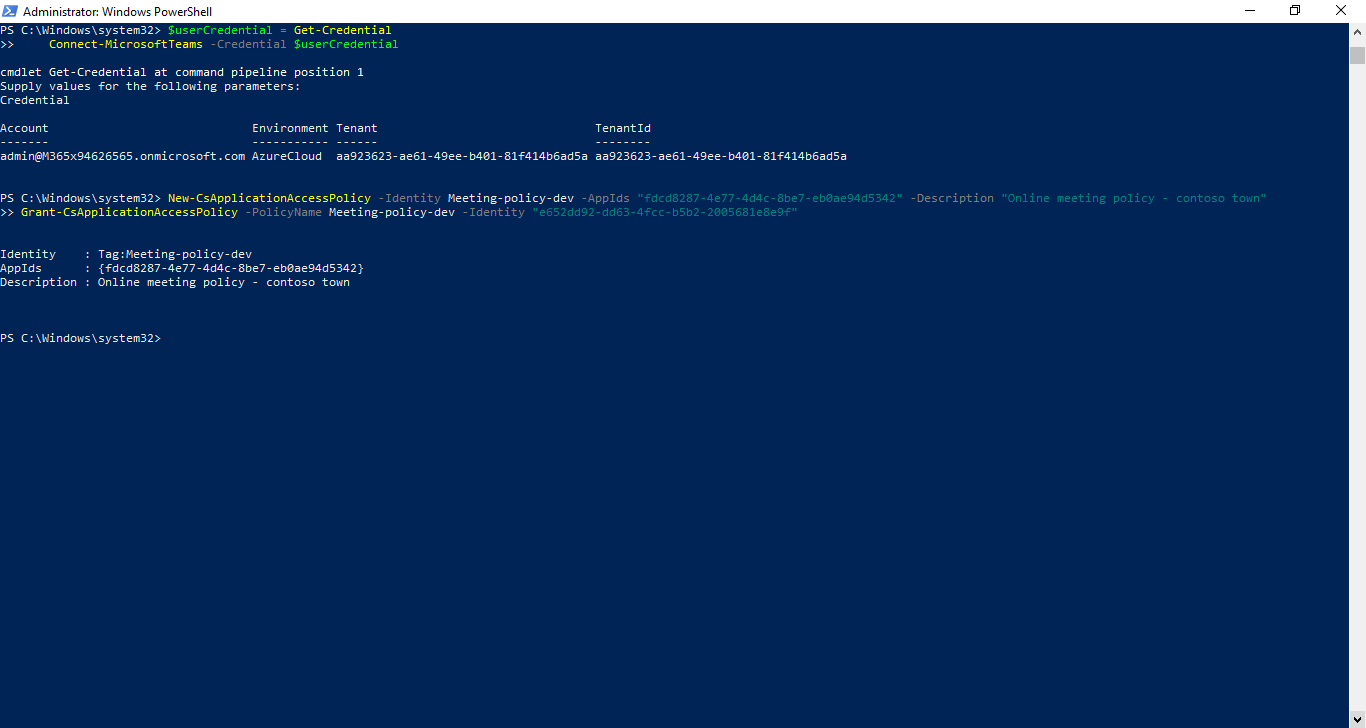 Administrator: Windows PowerShell
PS C:\Windows\system32> $userCredential = Get-Credential
>>     Connect-MicrosoftTeams -Credential $userCredential
cmdlet Get-Credential at command pipeline position 1
Supply values for the following parameters:
Credential
Account                             Environment Tenant                               TenantId
-------                             ----------- ------                               --------
admin@M365x94626565.onmicrosoft.com AzureCloud  aa923623-ae61-49ee-b401-81f414b6ad5a aa923623-ae61-49ee-b401-81f414b6ad5a
PS C:\Windows\system32> New-CsApplicationAccessPolicy -Identity Meeting-policy-dev -AppIds "fdcd8287-4e77-4d4c-8be7-eb0ae94d5342" -Description "Online meeting policy - contoso town"
>> Grant-CsApplicationAccessPolicy -PolicyName Meeting-policy-dev -Identity "e652dd92-dd63-4fcc-b5b2-2005681e8e9f"
Identity    : Tag:Meeting-policy-dev
AppIds      : {fdcd8287-4e77-4d4c-8be7-eb0ae94d5342}
Description : Online meeting policy - contoso town
PS C:\Windows\system32>